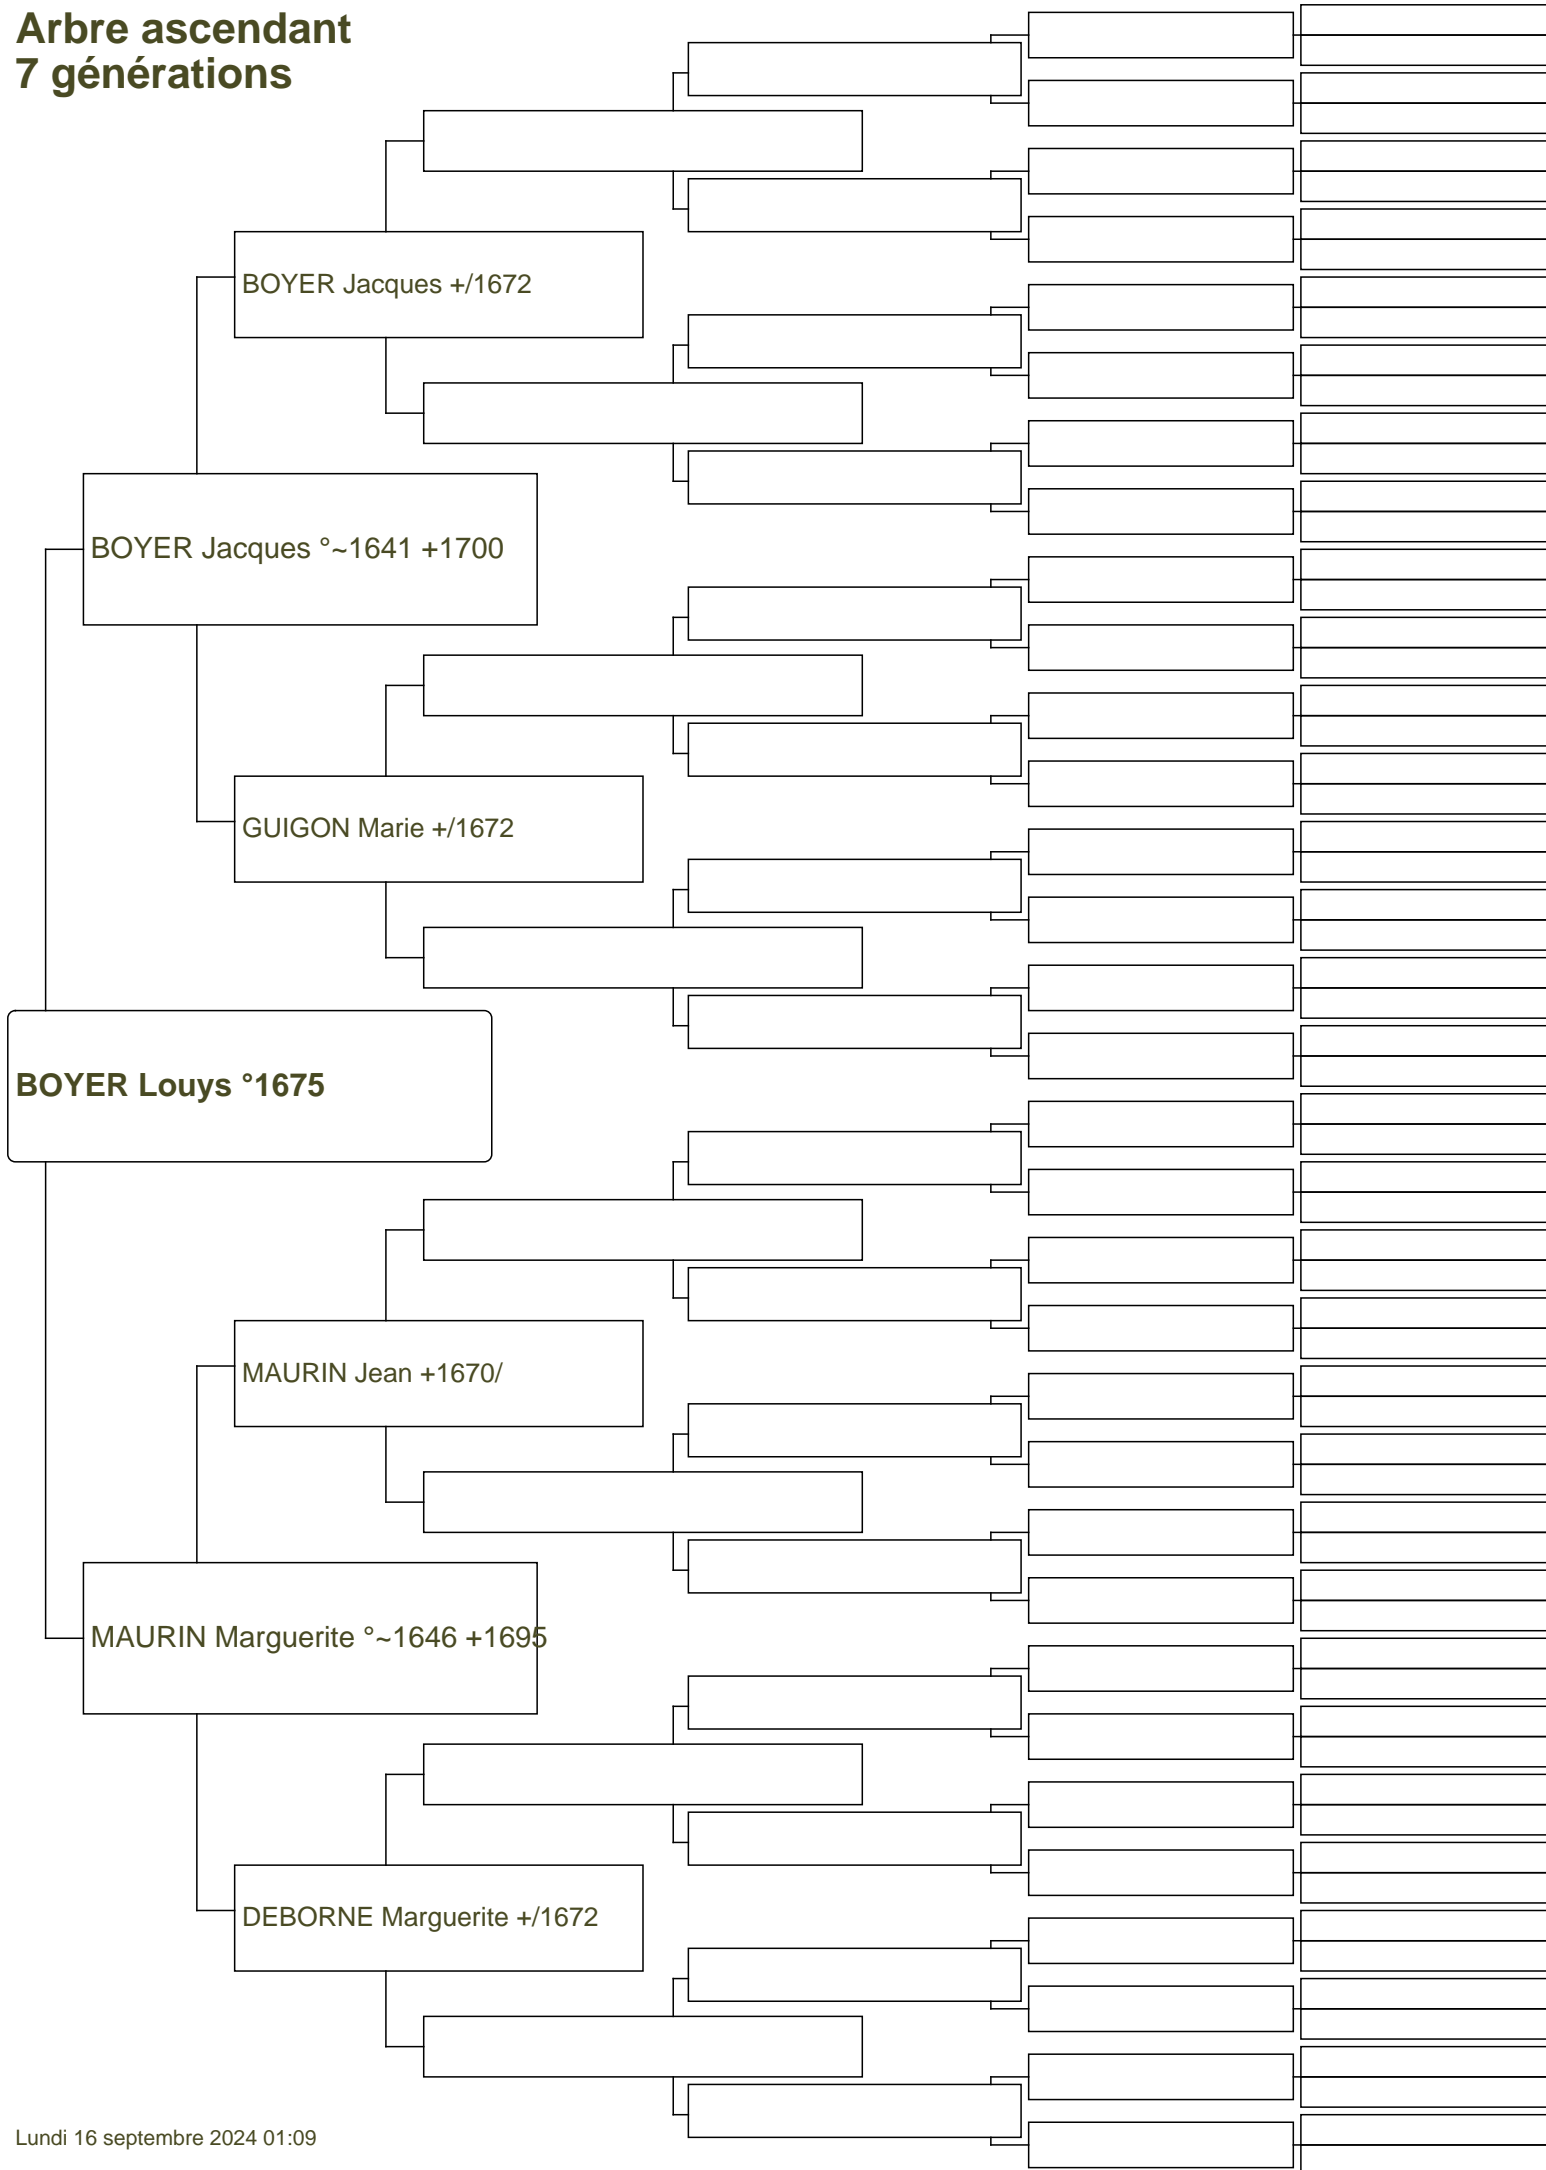 Arbre ascendant
7 générations
BOYER Jacques +/1672
BOYER Jacques °~1641 +1700
GUIGON Marie +/1672
BOYER Louys °1675
MAURIN Jean +1670/
MAURIN Marguerite °~1646 +1695
DEBORNE Marguerite +/1672
Lundi 16 septembre 2024 01:09